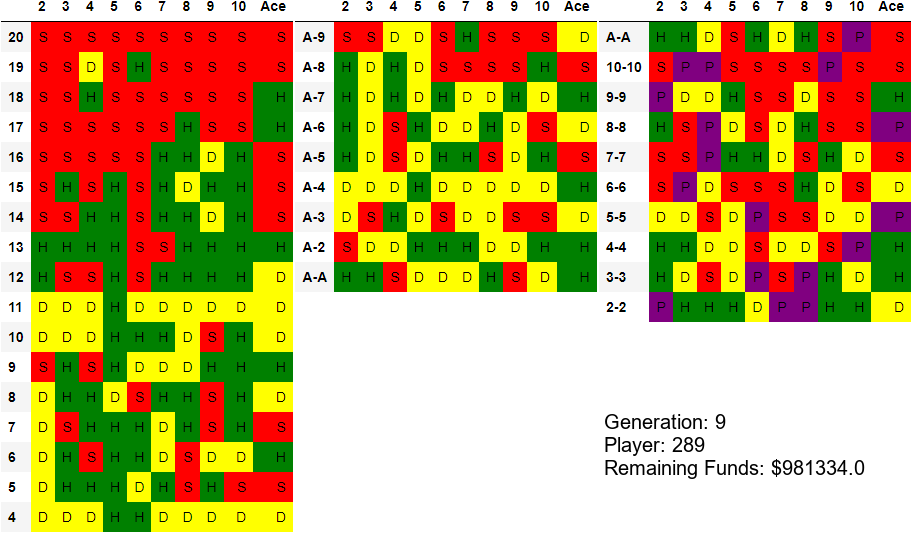 2 3 4 5 6 7 8 9 10 Ace
20 S S S S S S S S S S
19 S S D S H S S S S S
18 S S H S S S S S S H
17 S S S S S S H S S H
16 S S S S S H H D H S
15 S H S H S H D H H S
14 S S H H S H H D H S
13 H H H H S S H H H H
12 H S S H S H H H H D
11 D D D H D D D D D D
10 D D D H H H D S H D
9 S H S H D D D H H H
8 D H H D S H H S H D
7 D S H H H D H S H S
6 D H S H H D S D D H
5 D H H H D H S H S S
4 D D D H H D D D D D
2 3 4 5 6 7 8 9 10 Ace
A-9 S S D D S H S S S D
A-8 H D H D S S S S H S
A-7 H D H D H D D H D H
A-6 H D S H D D H D S D
A-5 H D S D H H S D H S
A-4 D D D H D D D D D H
A-3 D S H D S D D S S D
A-2 S D D H H H D D H H
A-A H H S D D D H S D H
2 3 4 5 6 7 8 9 10 Ace
A-A H H D S H D H S P S
10-10 S P P S S S S P S S
9-9 P D D H S S D S S H
8-8 H S P D S D H S S P
7-7 S S P H H D S H D S
6-6 S P D S S S H D S D
5-5 D D S D P S S D D P
4-4 H H D D S D D S P H
3-3 H D S D P S P H D H
2-2 P H H H D P P H H D
Generation: 9
Player: 289
Remaining Funds: $981334.0